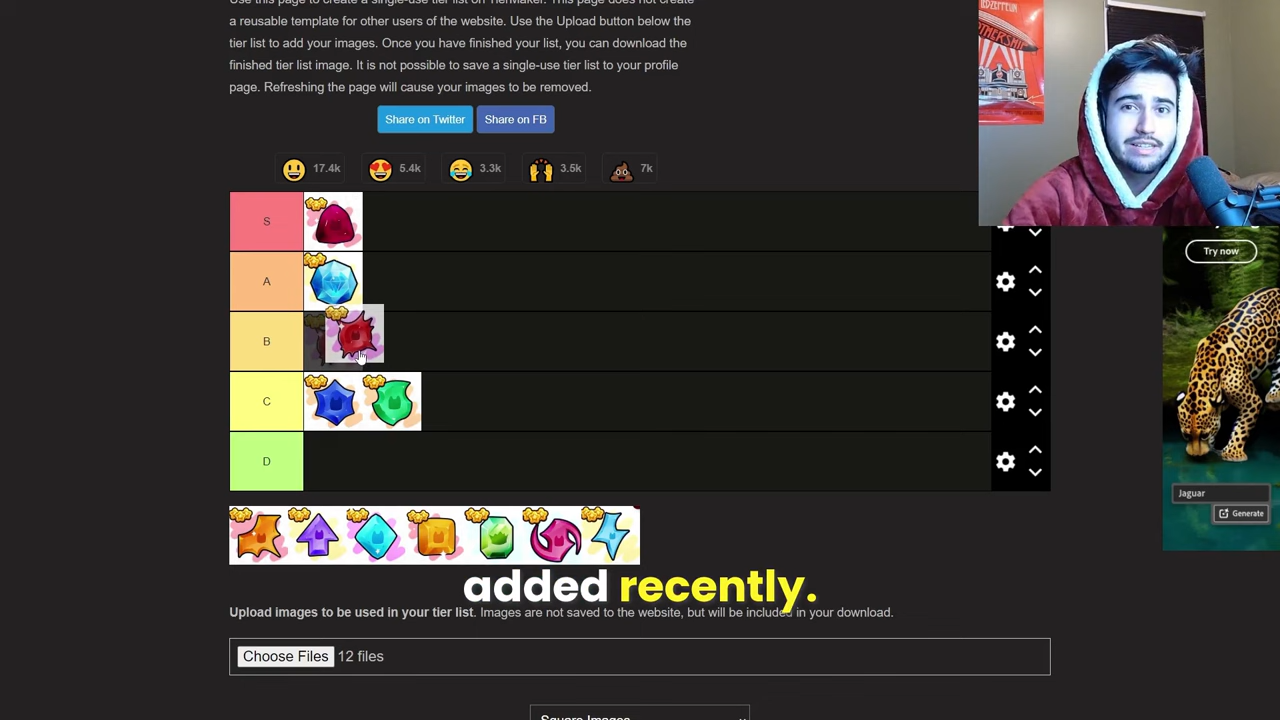 Use this page to create a single-use tier list on TierMaker. This page does not create
a reusable template for other users of the website. Use the Upload button below the
tier list to add your images. Once you have finished your list, you can download the
finished tier list image. It is not possible to save a single-use tier list to your profile
page. Refreshing the page will cause your images to be removed.
Share on Twitter
Share on FB
17.4k
5.4k
3.3k
3.5k
7k
LED ZEPPELIN
S
A
B
C
D
Try now
Jaguar
Generate
added recently.
Upload images to be used in your tier list. Images are not saved to the website, but will be included in your download.
Choose Files 12 files
Square Images